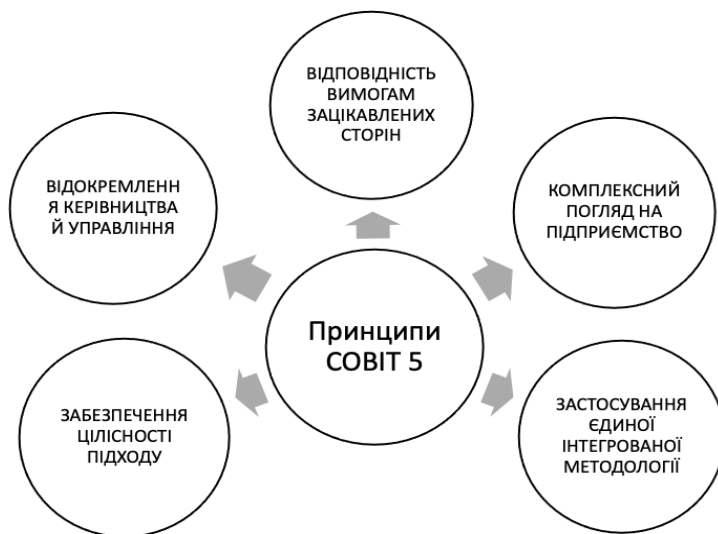 ВІДПОВІДНІСТЬ
ВИМОГАМ
ЗАЦІКАВЛЕНИХ
СТОРІН
ВІДОКРЕМЛЕНН
Я КЕРІВНИЦТВА
Й УПРАВЛІННЯ
КОМПЛЕКСНИЙ
ПОГЛЯД НА
ПІДПРИЄМСТВО
Принципи
COBIT 5
ЗАБЕЗПЕЧЕННЯ
ЦІЛІСНОСТІ
ПІДХОДУ
ЗАСТОСУВАННЯ
ЄДИНОЇ
ІНТЕГРОВАНОЇ
МЕТОДОЛОГІЇ